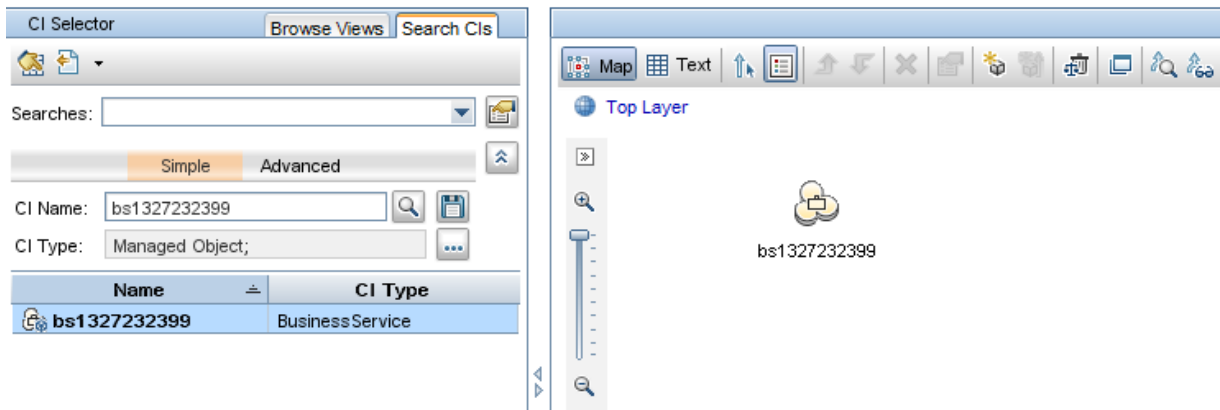 CI Selector
Browse Views
Search CIs
Searches:
Simple
Advanced
CI Name:
bs1327232399
CI Type:
Managed Object;
...
Name
CI Type
bs1327232399
BusinessService
Map
Text
Top Layer
bs1327232399